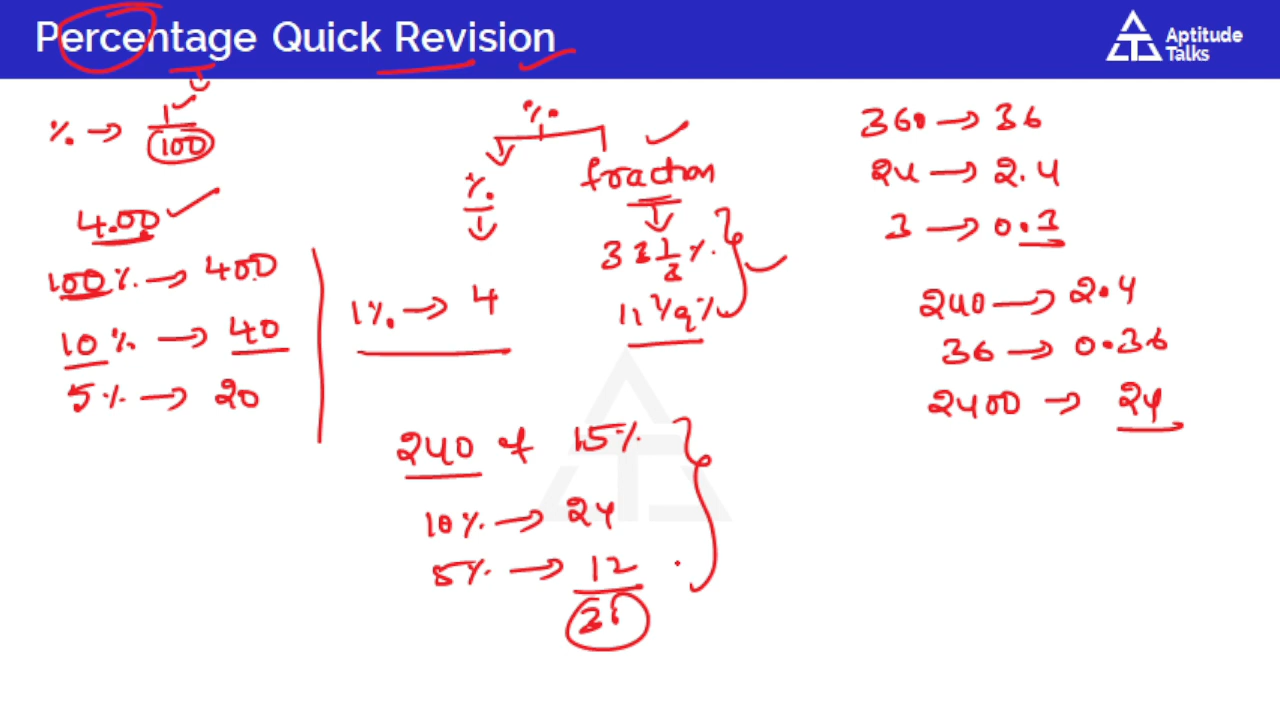 Percentage Quick Revision
Aptitude
Talks
% → 1/100
400
100% → 400
10% → 40
5% → 20
1% → 4
%
%
fraction
33 1/3 %
11 1/9 %
240 of 15%
10% → 24
5% → 12
36
360 → 36
24 → 2.4
3 → 0.3
240 → 2.4
36 → 0.36
2400 → 24